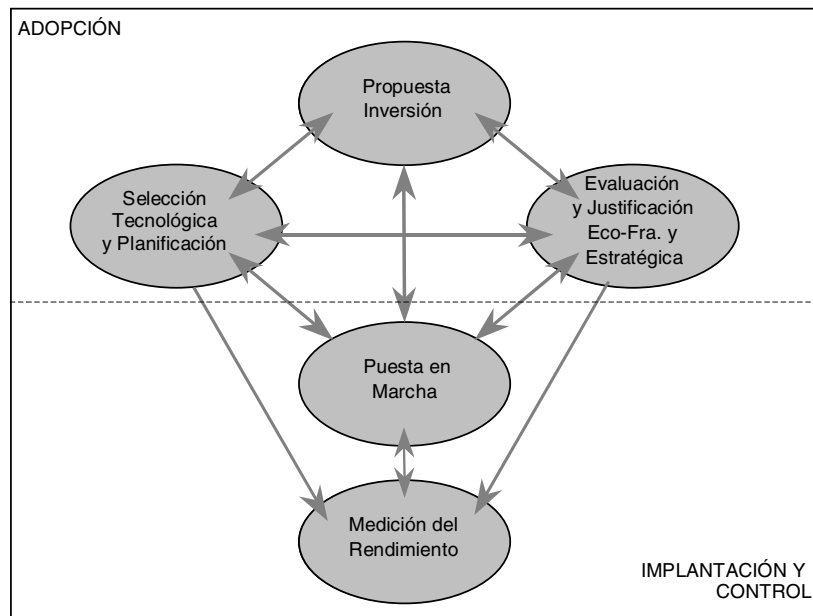 ADOPCIÓN
Propuesta
Inversión
Selección
Tecnológica
y Planificación
Evaluación
y Justificación
Eco-Fra. y
Estratégica
Puesta en
Marcha
Medición del
Rendimiento
IMPLANTACIÓN Y
CONTROL